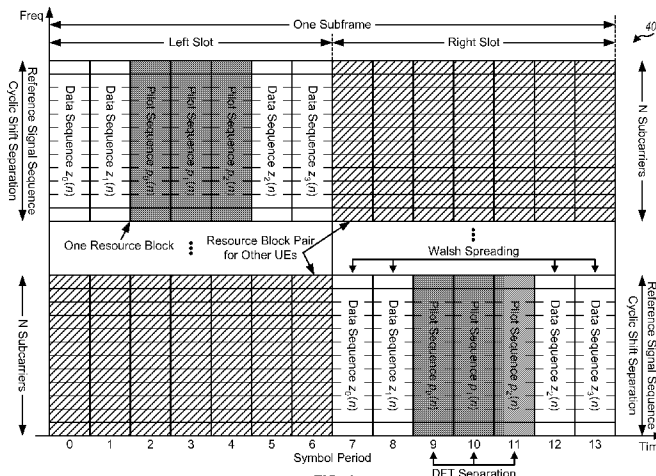 Freq
One Subframe
Left Slot
Right Slot
40
Reference Signal Sequence
Cyclic Shift Separation
Data Sequence z0(n)
Data Sequence z1(n)
Pilot Sequence p0(n)
Pilot Sequence p1(n)
Pilot Sequence p2(n)
Data Sequence z2(n)
Data Sequence z3(n)
N Subcarriers
One Resource Block
Resource Block Pair
for Other UEs
Walsh Spreading
N Subcarriers
Data Sequence z0(n)
Data Sequence z1(n)
Pilot Sequence p0(n)
Pilot Sequence p1(n)
Pilot Sequence p2(n)
Data Sequence z2(n)
Data Sequence z3(n)
Reference Signal Sequence
Cyclic Shift Separation
0 1 2 3 4 5 6 7 8 9 10 11 12 13
Tim
Symbol Period
DFT Separation